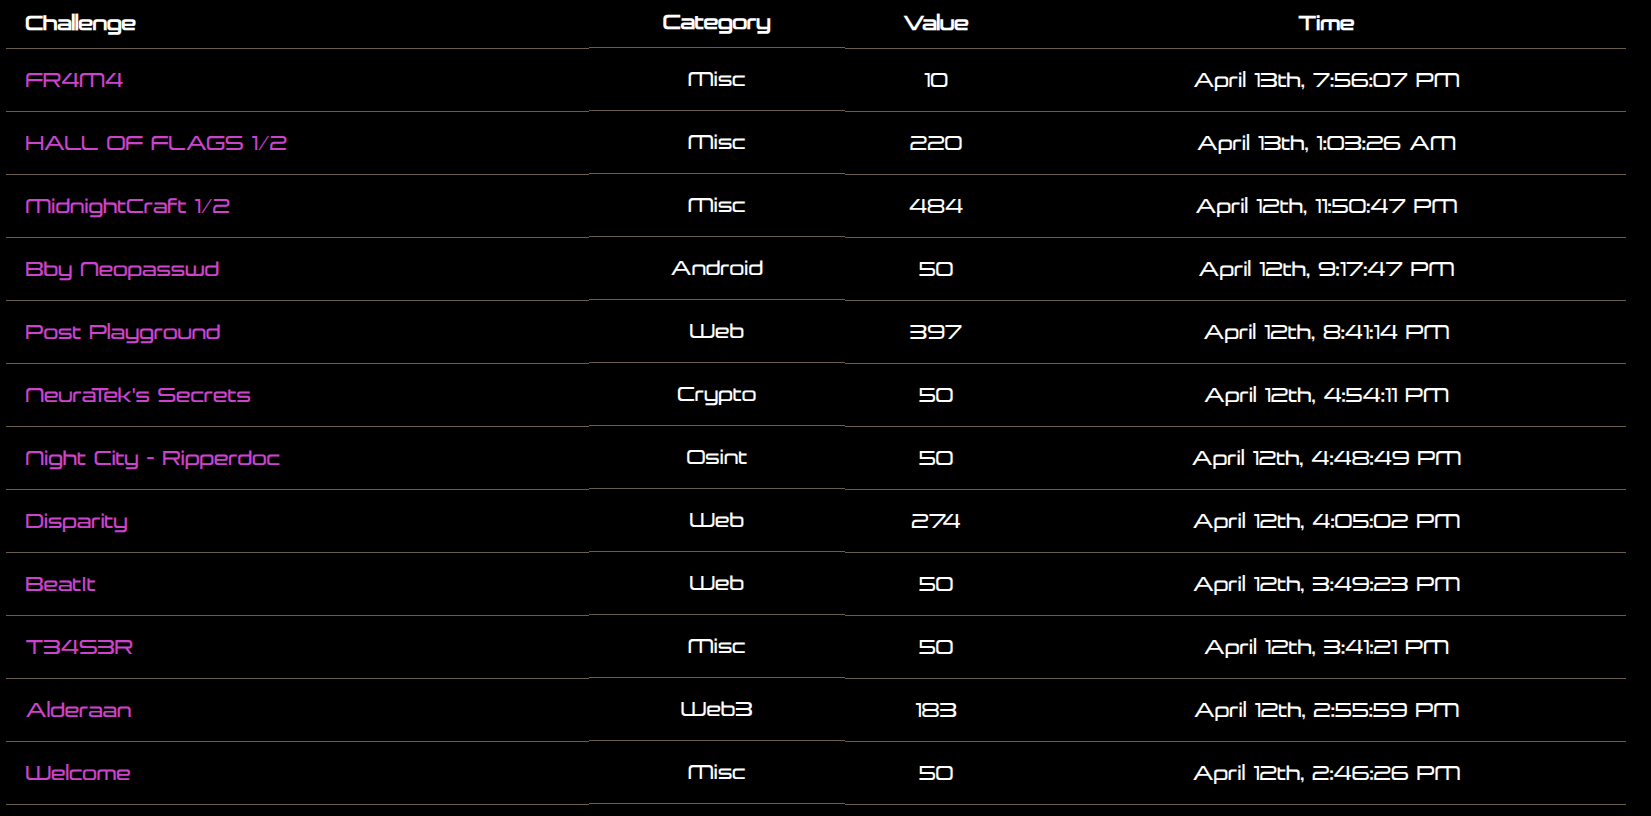 Challenge Category Value Time
FR4M4 Misc 10 April 13th, 7:56:07 PM
HALL OF FLAGS 1/2 Misc 220 April 13th, 1:03:26 AM
MidnightCraft 1/2 Misc 484 April 12th, 11:50:47 PM
Bby Neopasswd Android 50 April 12th, 9:17:47 PM
Post Playground Web 397 April 12th, 8:41:14 PM
NeuraTek's Secrets Crypto 50 April 12th, 4:54:11 PM
Night City - Ripperdoc Osint 50 April 12th, 4:48:49 PM
Disparity Web 274 April 12th, 4:05:02 PM
BeatIt Web 50 April 12th, 3:49:23 PM
T34S3R Misc 50 April 12th, 3:41:21 PM
Alderaan Web3 183 April 12th, 2:55:59 PM
Welcome Misc 50 April 12th, 2:46:26 PM